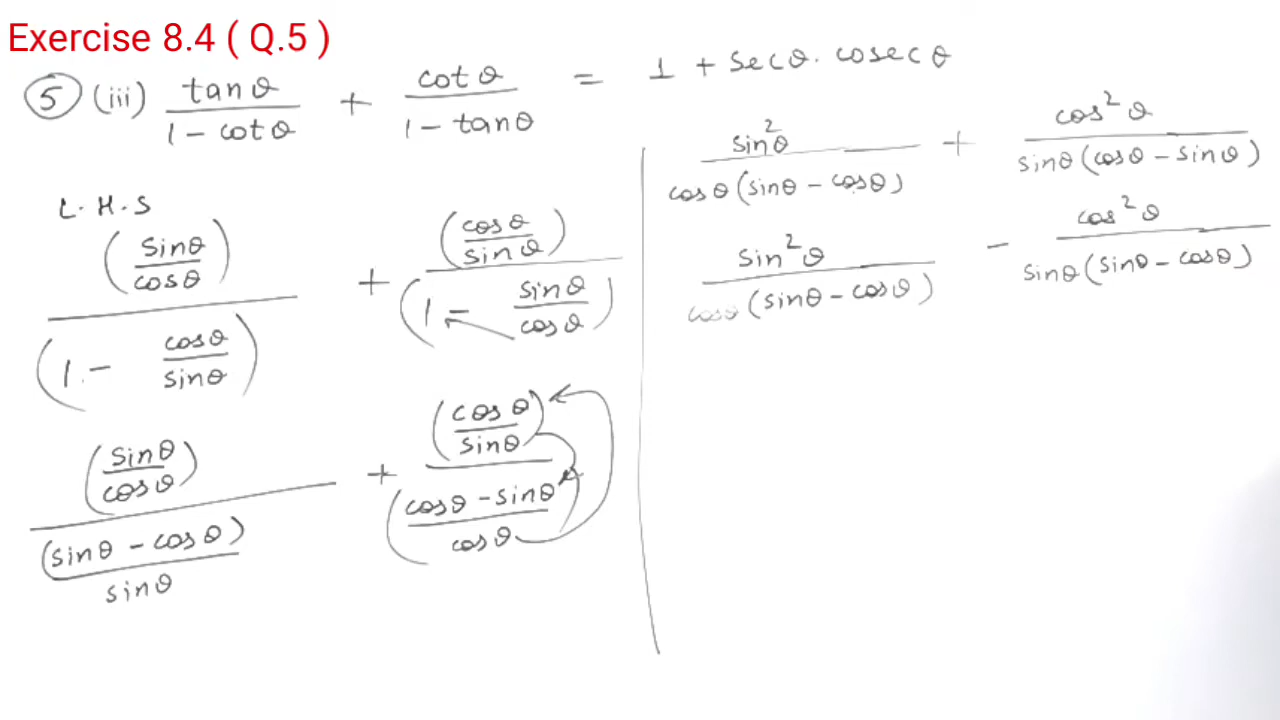 Exercise 8.4 ( Q.5 )
5 (iii) tanθ / (1 - cotθ) + cotθ / (1 - tanθ) = 1 + secθ. cosecθ
L.H.S
(sinθ/cosθ) / (1 - cosθ/sinθ) + (cosθ/sinθ) / (1 - sinθ/cosθ)
(sinθ/cosθ) / ((sinθ - cosθ)/sinθ) + (cosθ/sinθ) / ((cosθ - sinθ)/cosθ)
sin²θ / cosθ(sinθ - cosθ) + cos²θ / sinθ(cosθ - sinθ)
sin²θ / cosθ(sinθ - cosθ) - cos²θ / sinθ(sinθ - cosθ)